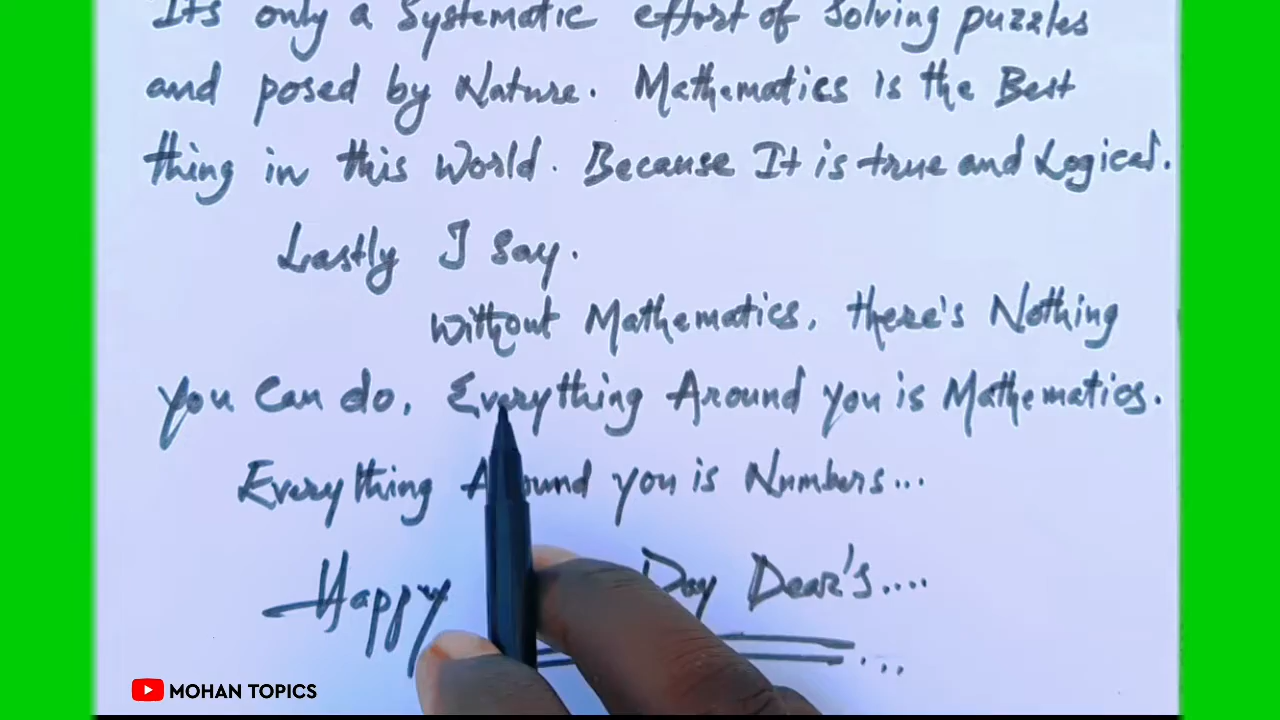 Its only a Systematic effort of Solving puzzles
and posed by Nature. Mathematics is the Best
thing in this World. Because It is true and Logical.
Lastly I Say.
Without Mathematics, there's Nothing
you Can do, Everything Around you is Mathematics.
Everything Around you is Numbers...
Happy Day Dear's....
MOHAN TOPICS